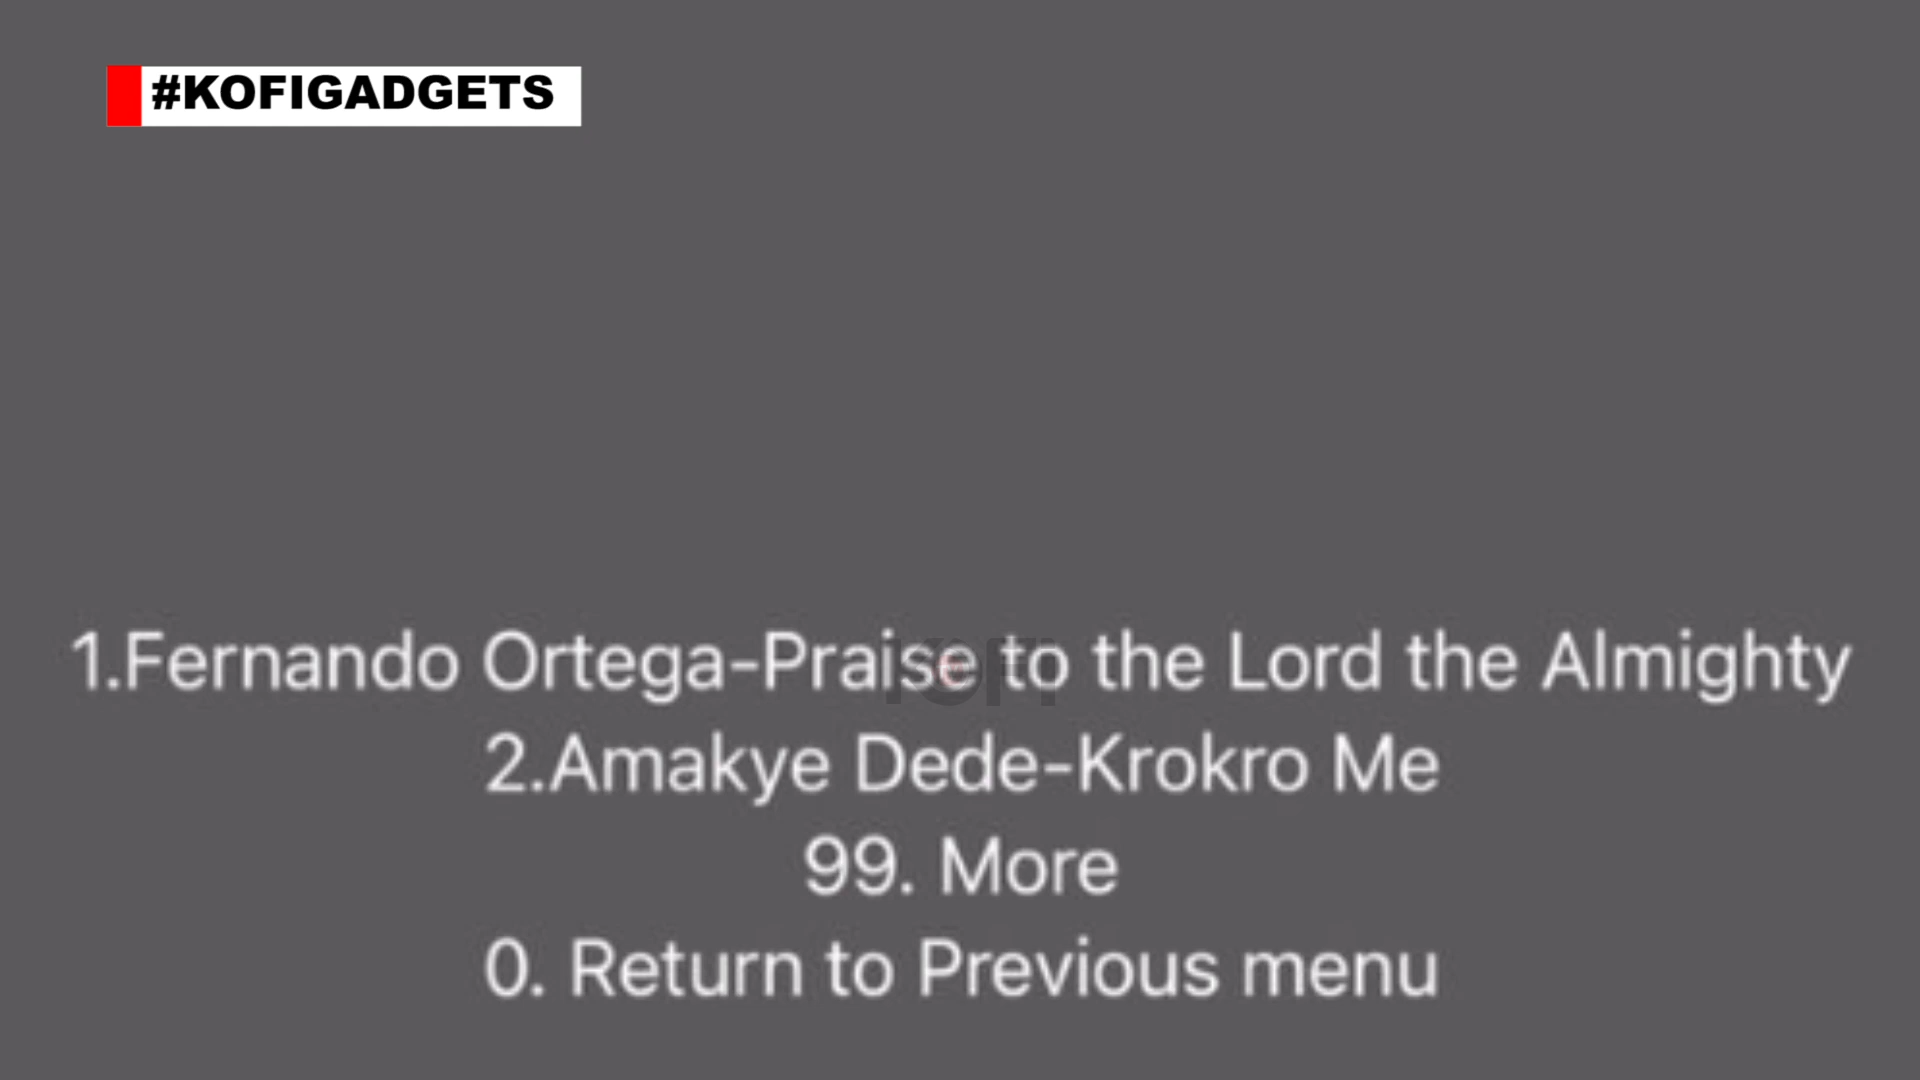 #KOFIGADGETS
1.Fernando Ortega-Praise to the Lord the Almighty
2.Amakye Dede-Krokro Me
99. More
0. Return to Previous menu
KOFI